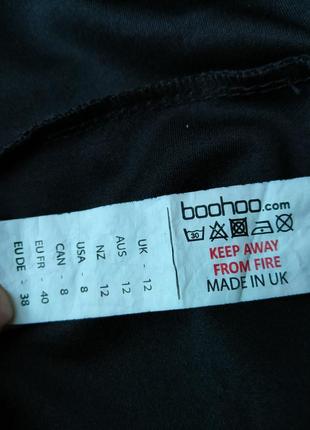 boohoo.com
30
KEEP AWAY
FROM FIRE
MADE IN UK
UK - 12
AUS - 12
NZ - 12
USA - 8
CAN - 8
EU FR - 40
EU DE - 38